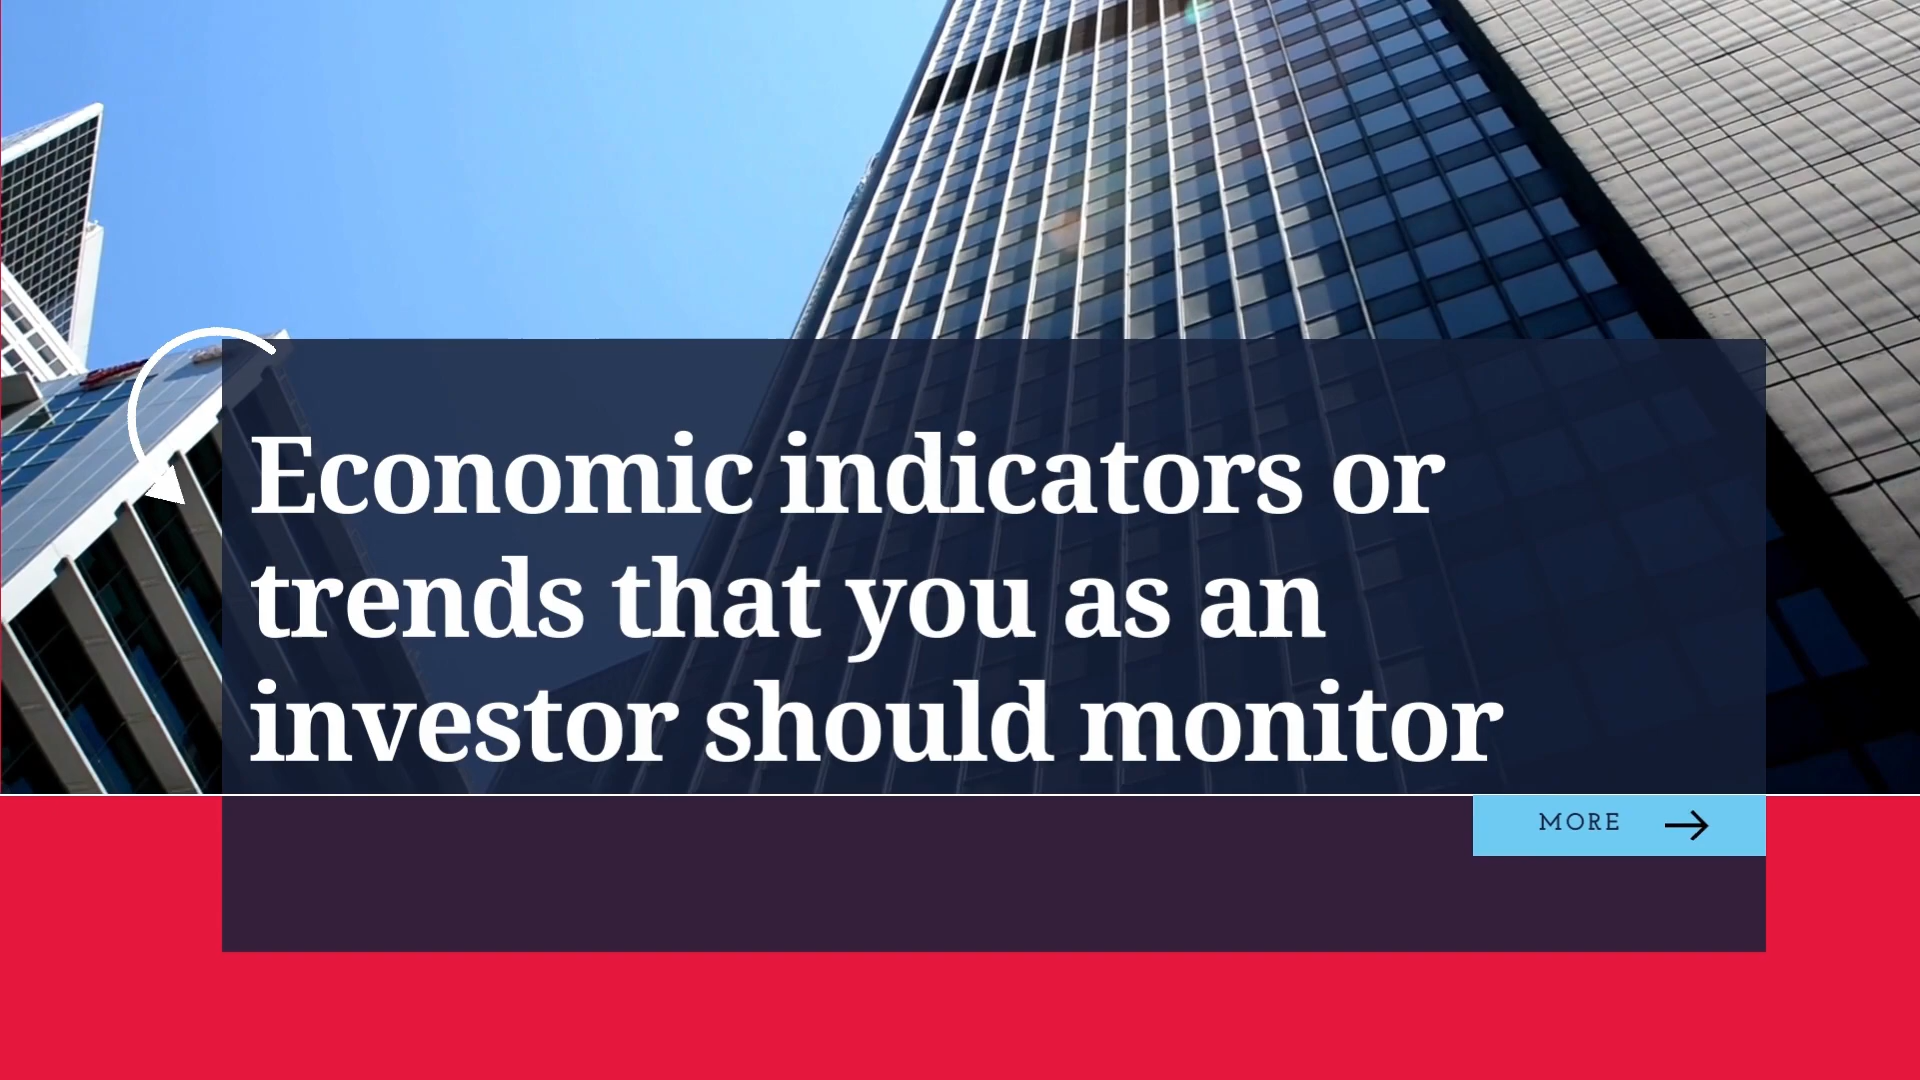 Economic indicators or
trends that you as an
investor should monitor
MORE